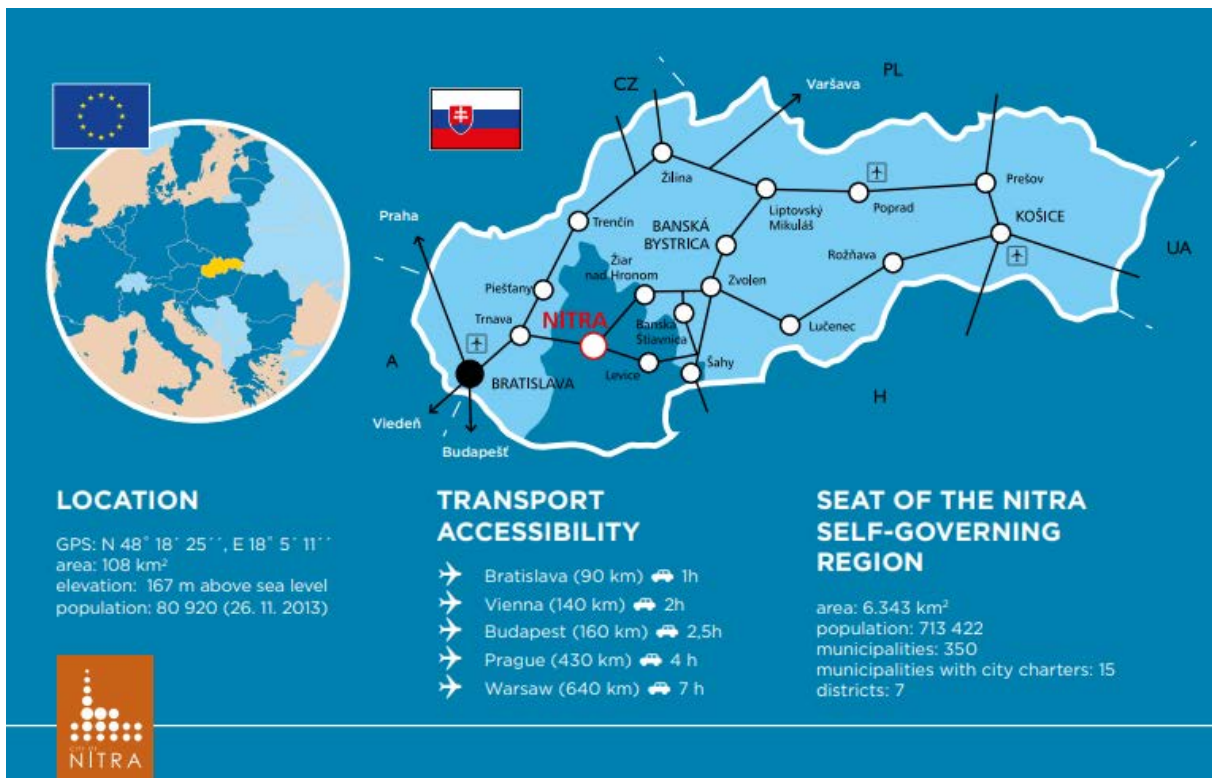 CZ
PL
Varšava
Žilina
Prešov
Liptovský
Mikuláš
Poprad
Praha
Trenčín
BANSKÁ
BYSTRICA
KOŠICE
UA
Žiar
nad Hronom
Rožňava
Piešťany
Zvolen
Trnava
NITRA
Banská
Štiavnica
Lučenec
A
BRATISLAVA
Levice
Šahy
H
Viedeň
Budapešť
LOCATION
GPS: N 48° 18´ 25´´, E 18° 5´ 11´´
area: 108 km²
elevation: 167 m above sea level
population: 80 920 (26. 11. 2013)
TRANSPORT
ACCESSIBILITY
Bratislava (90 km) 1h
Vienna (140 km) 2h
Budapest (160 km) 2,5h
Prague (430 km) 4 h
Warsaw (640 km) 7 h
SEAT OF THE NITRA
SELF-GOVERNING
REGION
area: 6.343 km²
population: 713 422
municipalities: 350
municipalities with city charters: 15
districts: 7
CITY OF
NITRA